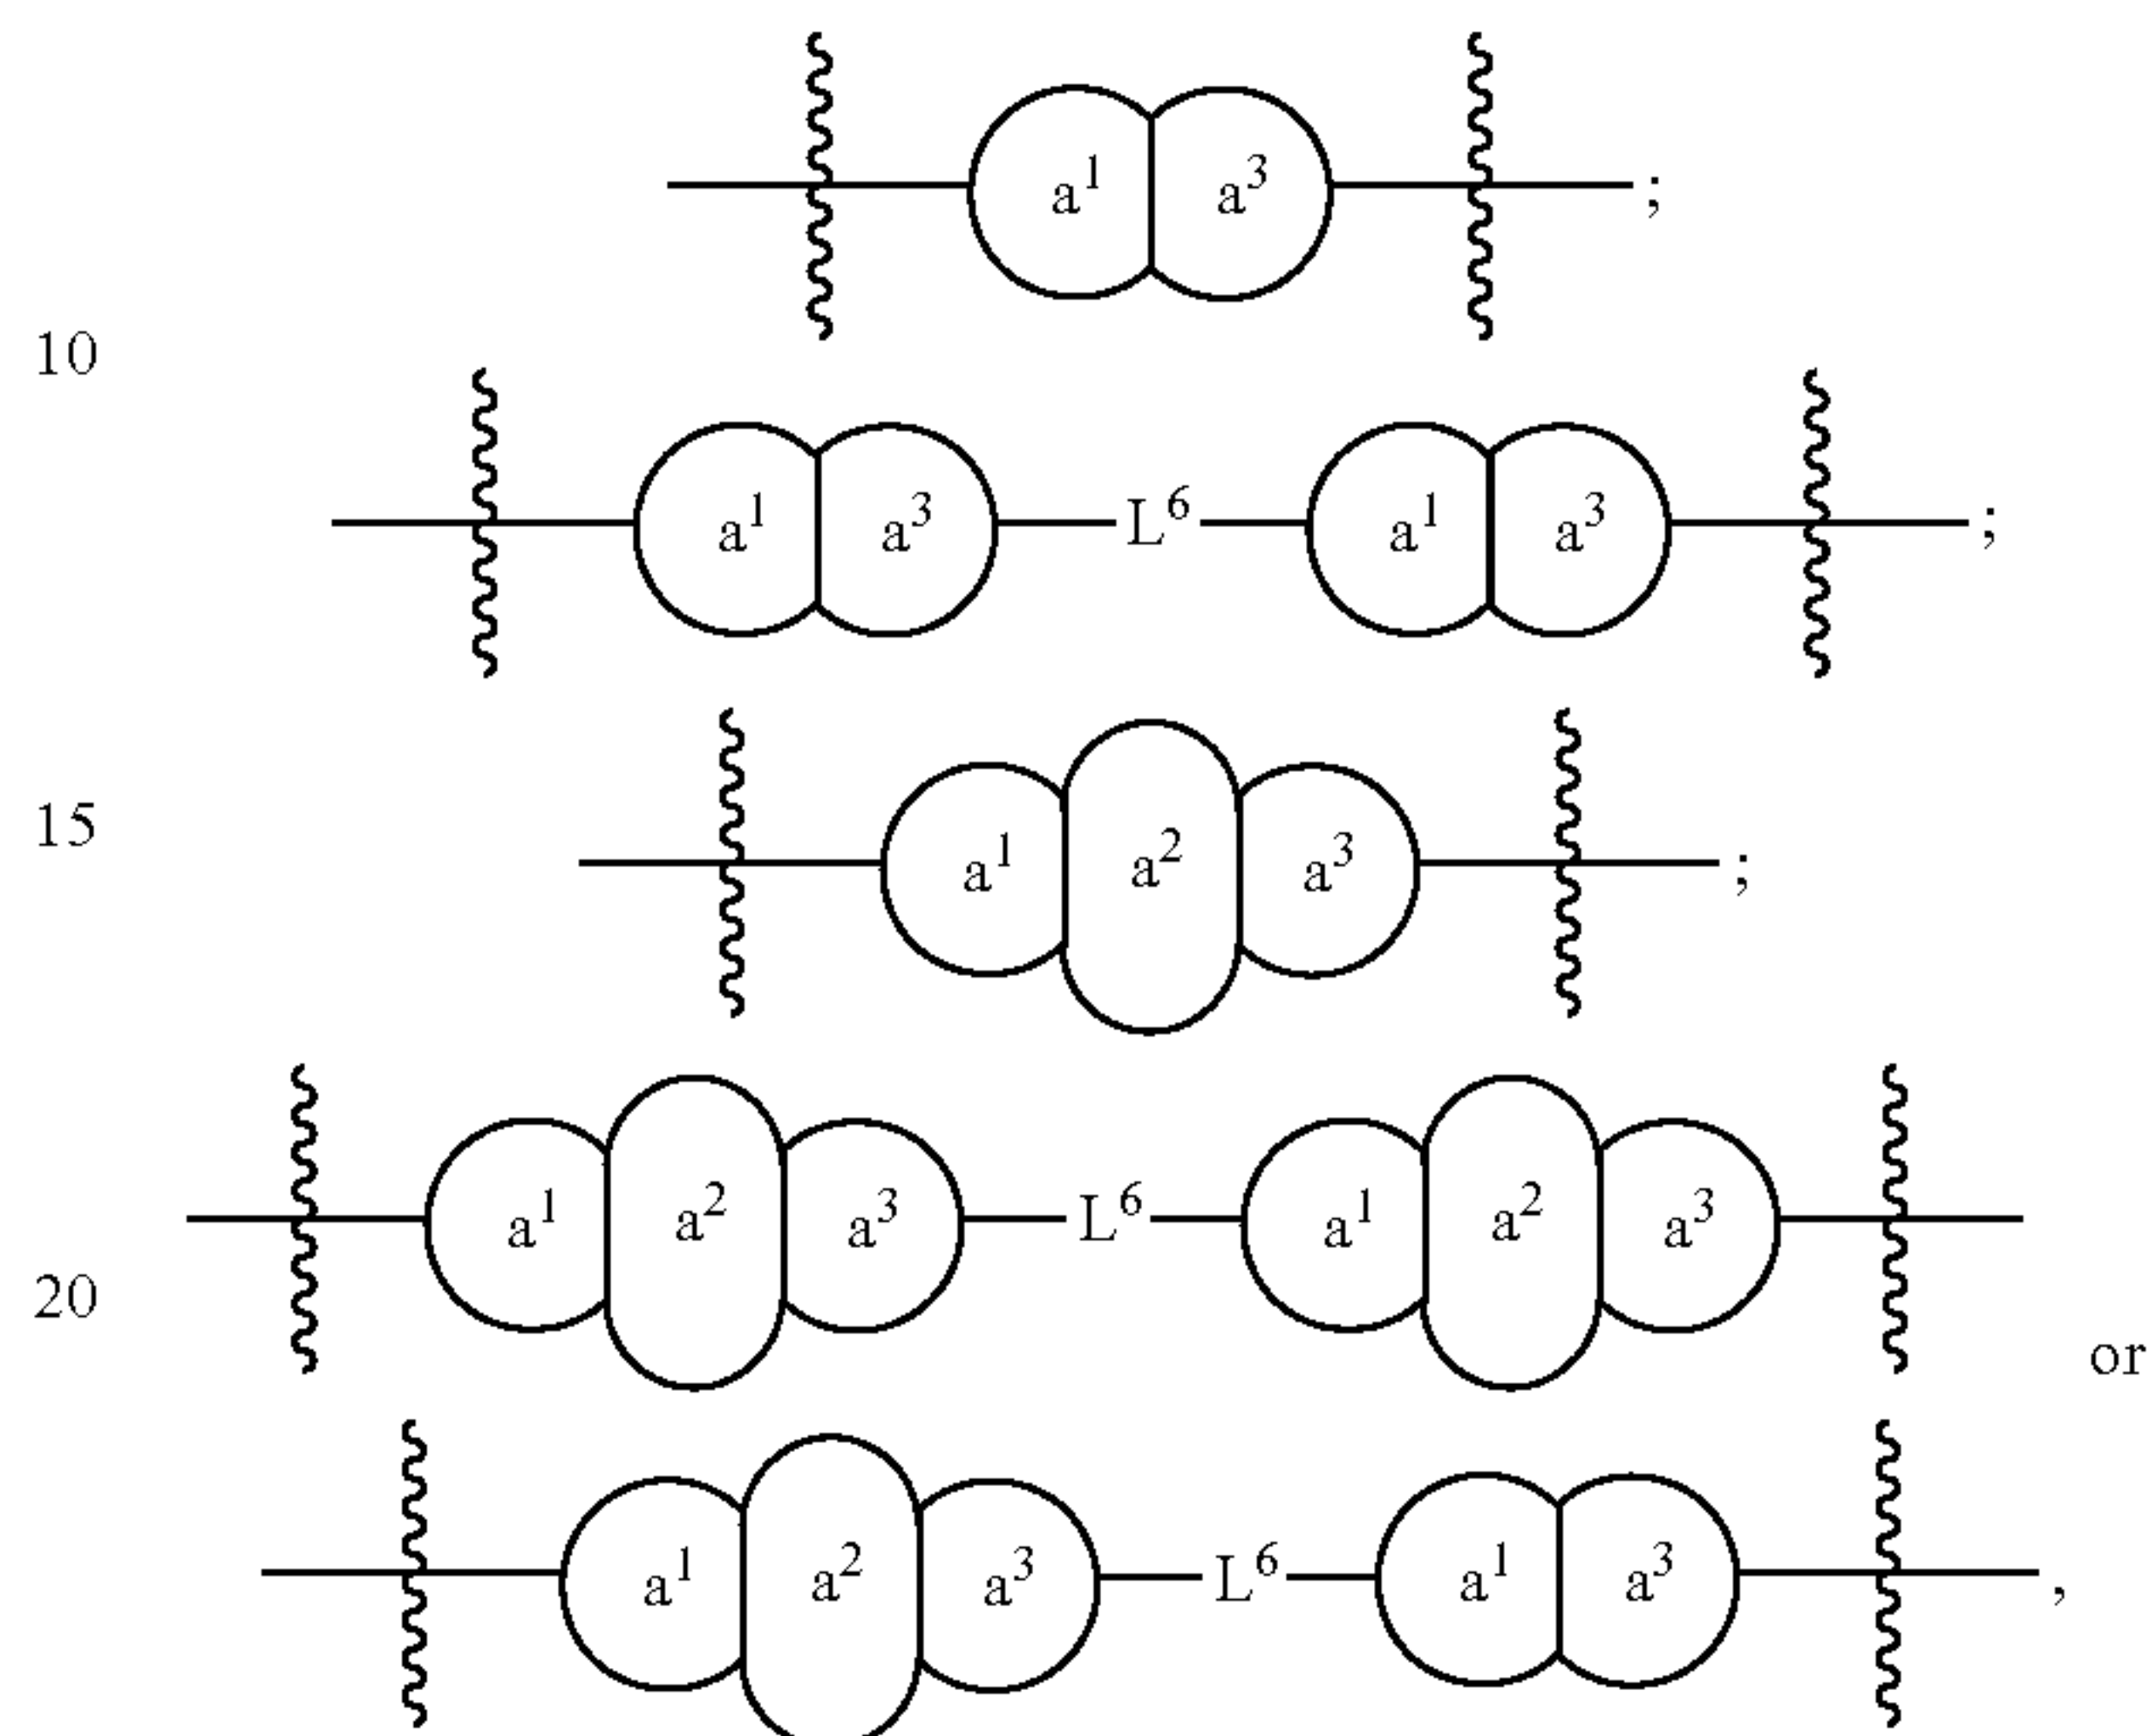 a¹ a³ ;
10
a¹ a³ L⁶ a¹ a³ ;
15
a¹ a² a³ ;
a¹ a² a³ L⁶ a¹ a² a³
20
or
a¹ a² a³ L⁶ a¹ a³ ,